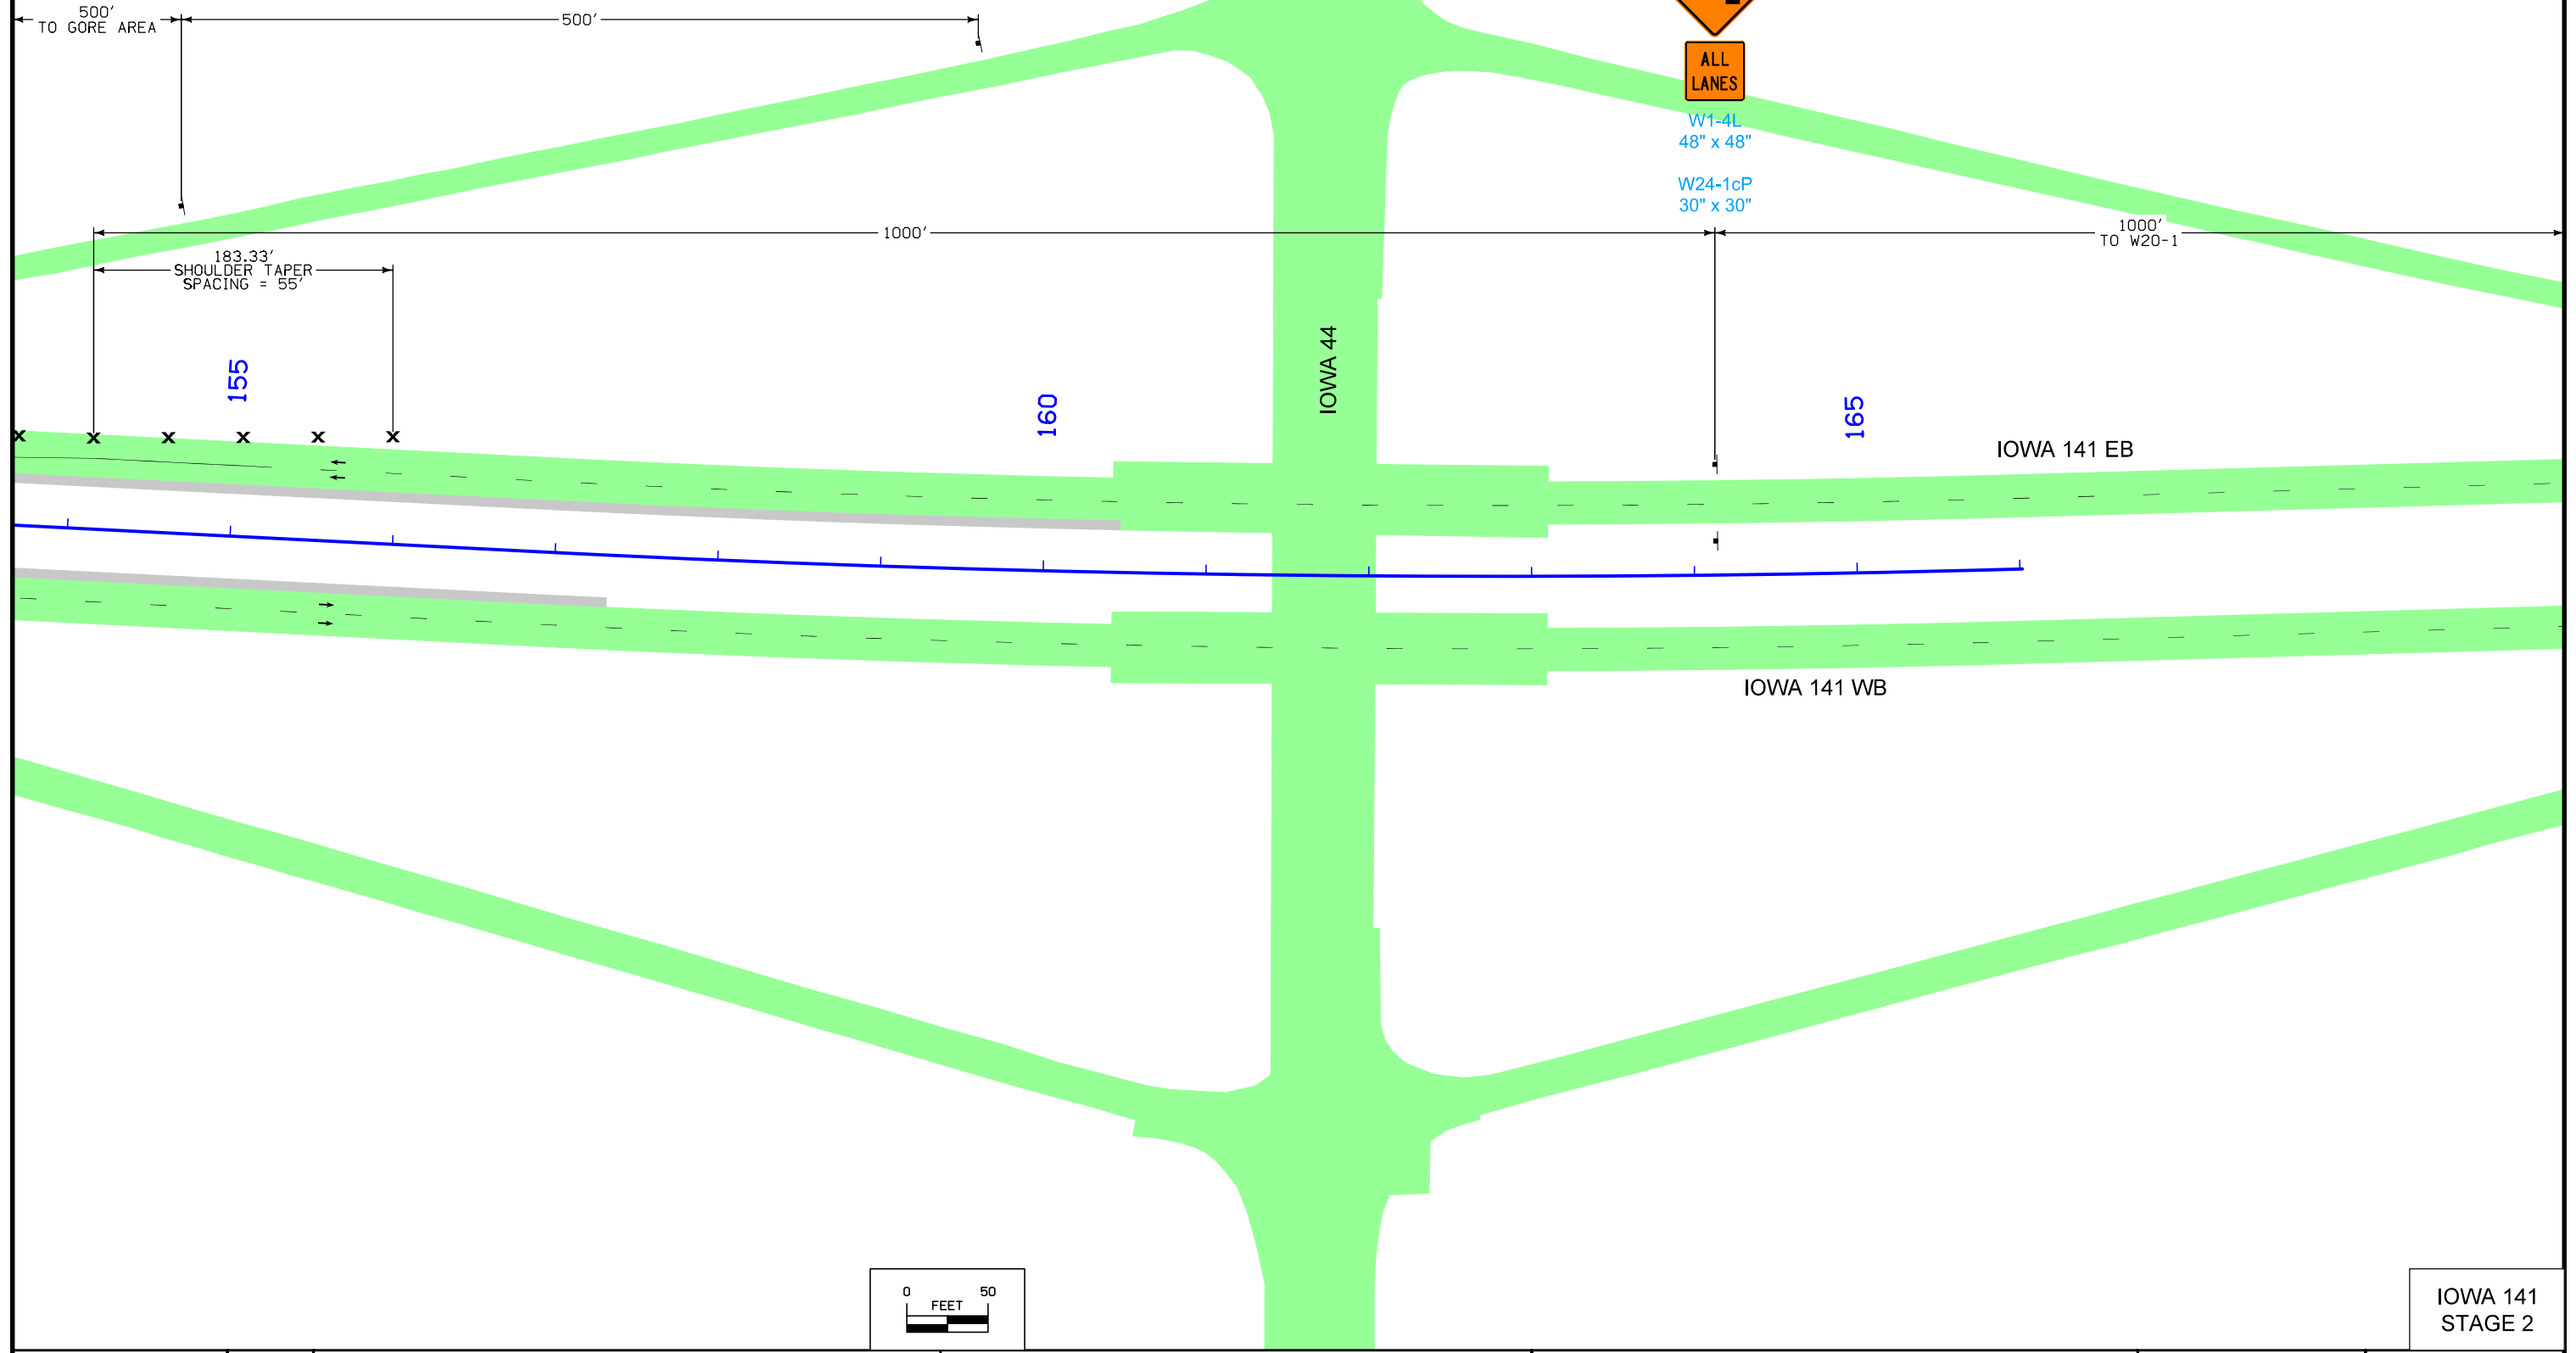 500'
TO GORE AREA
500'
ALL
LANES
W1-4L
48" x 48"
W24-1cP
30" x 30"
1000'
1000'
TO W20-1
183.33'
SHOULDER TAPER
SPACING = 55'
IOWA 44
155
160
165
IOWA 141 EB
X X X X X X
IOWA 141 WB
0 50
FEET
IOWA 141
STAGE 2